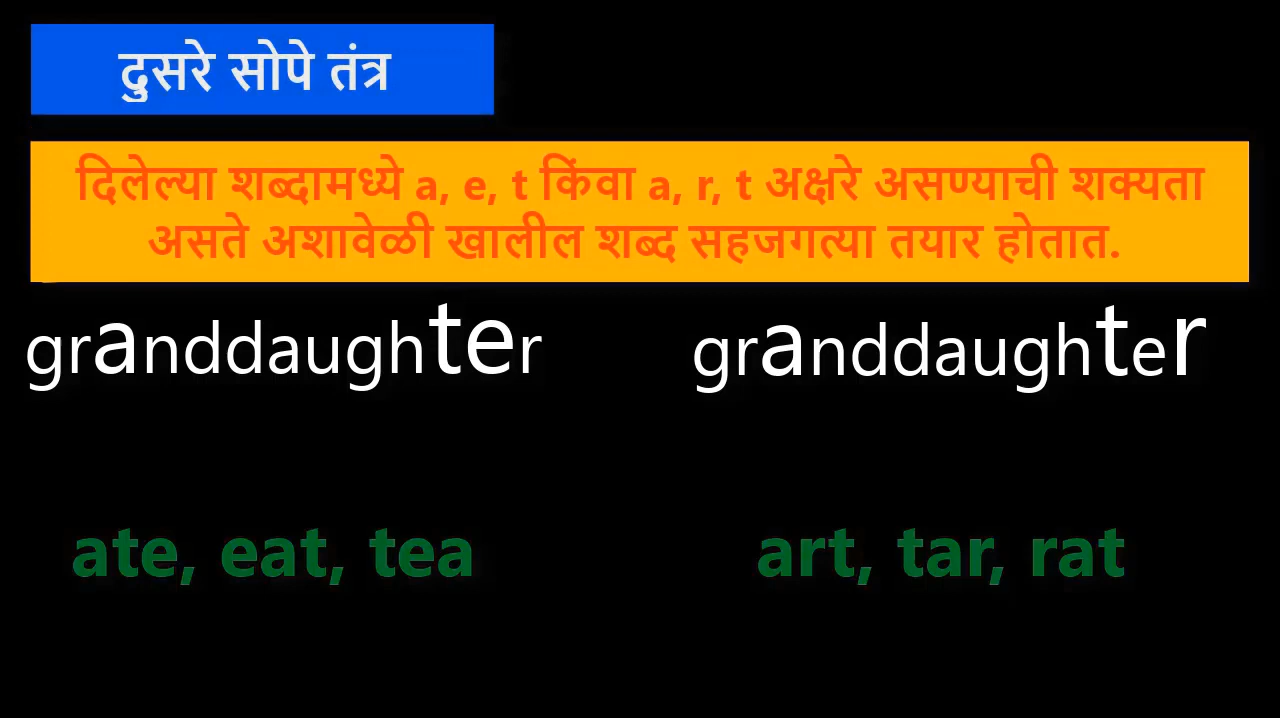 दुसरे सोपे तंत्र
दिलेल्या शब्दामध्ये a, e, t किंवा a, r, t अक्षरे असण्याची शक्यता
असते अशावेळी खालील शब्द सहजगत्या तयार होतात.
granddaughter granddaughter
ate, eat, tea art, tar, rat